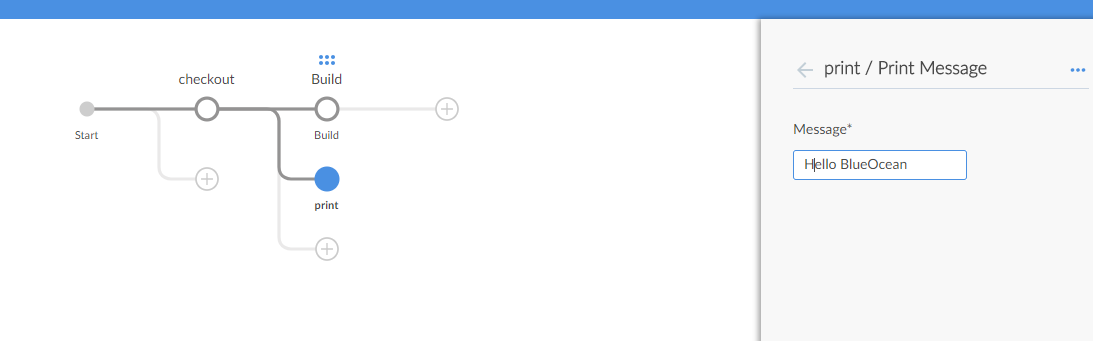 checkout
Build
Start
Build
print
print / Print Message
Message*
Hello BlueOcean